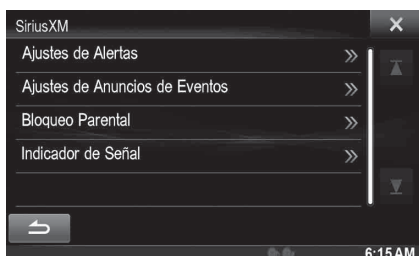 SiriusXM
Ajustes de Alertas
Ajustes de Anuncios de Eventos
Bloqueo Parental
Indicador de Señal
6:15 AM